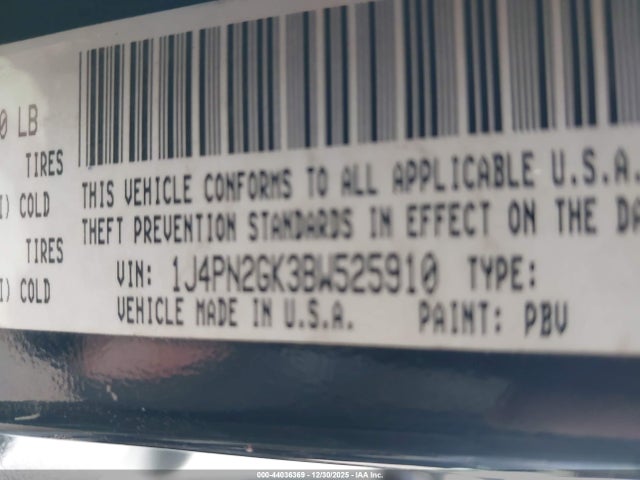 0 LB
TIRES
I) COLD
TIRES
I) COLD
THIS VEHICLE CONFORMS TO ALL APPLICABLE U.S.A.
THEFT PREVENTION STANDARDS IN EFFECT ON THE DA
VIN: 1J4PN2GK3BW525910 TYPE:
VEHICLE MADE IN U.S.A. PAINT: PBV
000-44036369 - 12/30/2025 - IAA Inc.